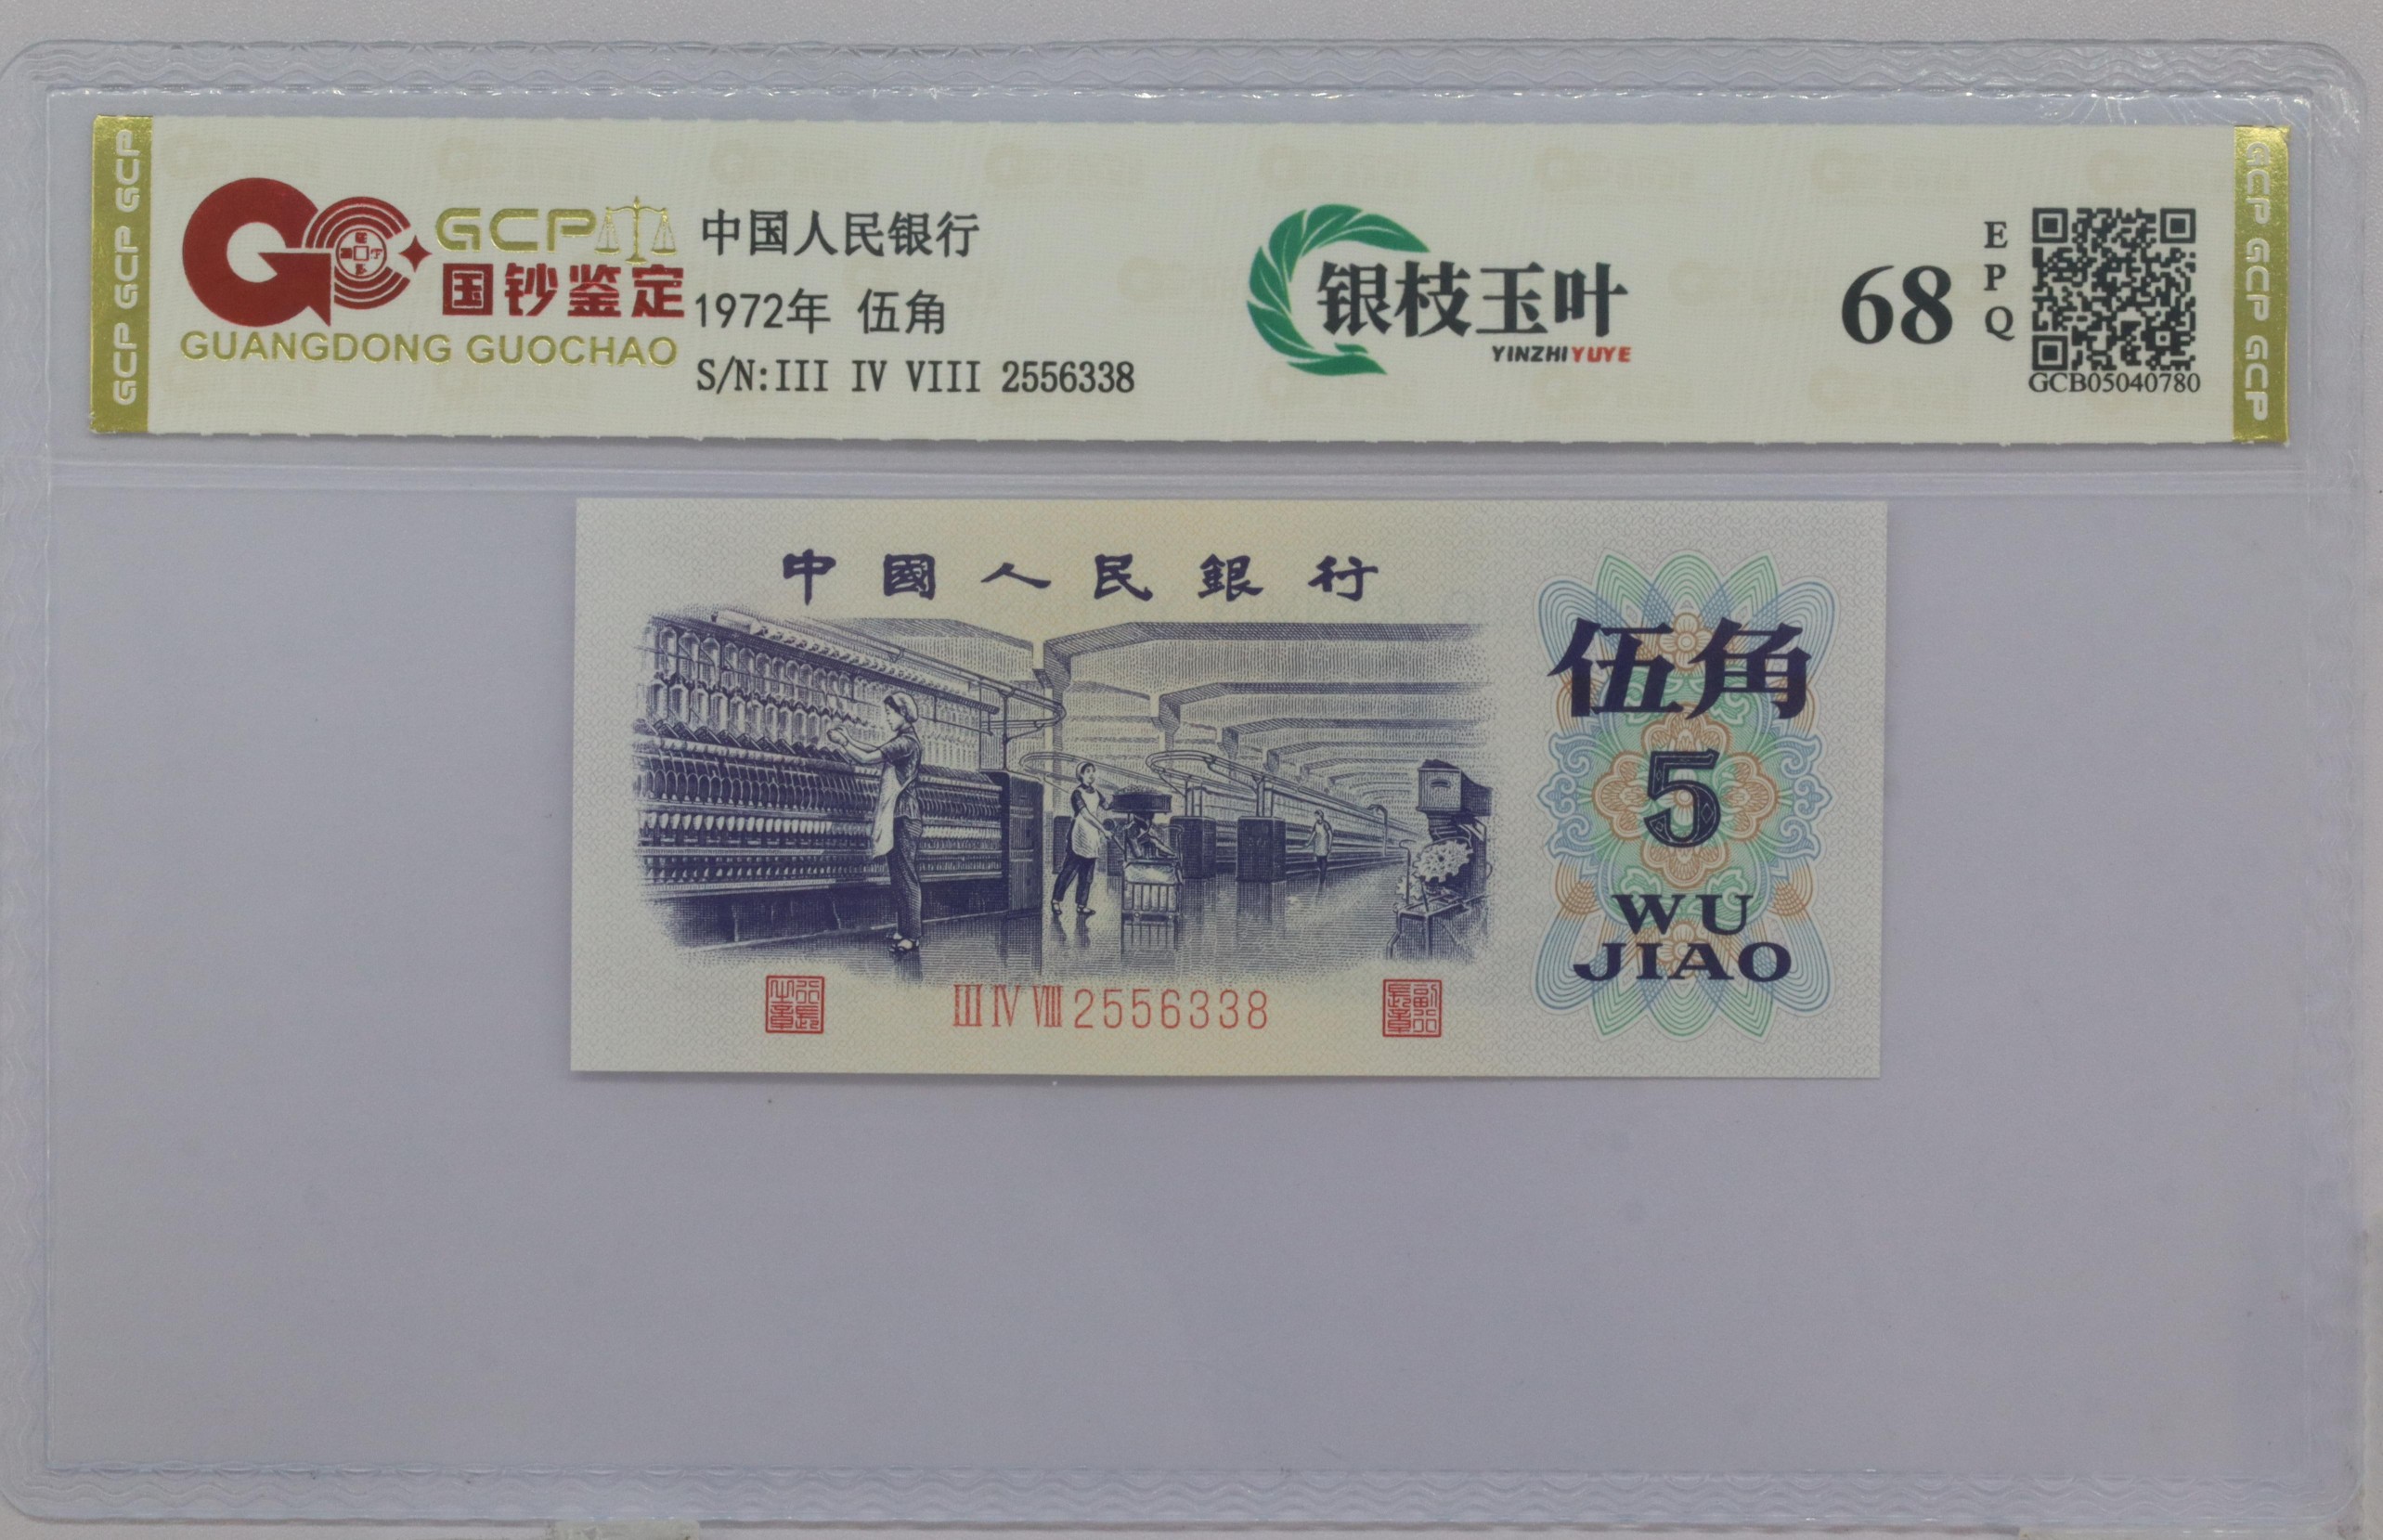 GCP GCP GCP
GCP
国钞鉴定
GUANGDONG GUOCHAO
中国人民银行
1972年 伍角
S/N:III IV VIII 2556338
银枝玉叶
YINZHIYUYE
68
EPQ
GCB05040780
GCP GCP GCP
中國人民銀行
伍角
5
WU
JIAO
III IV VIII 2556338